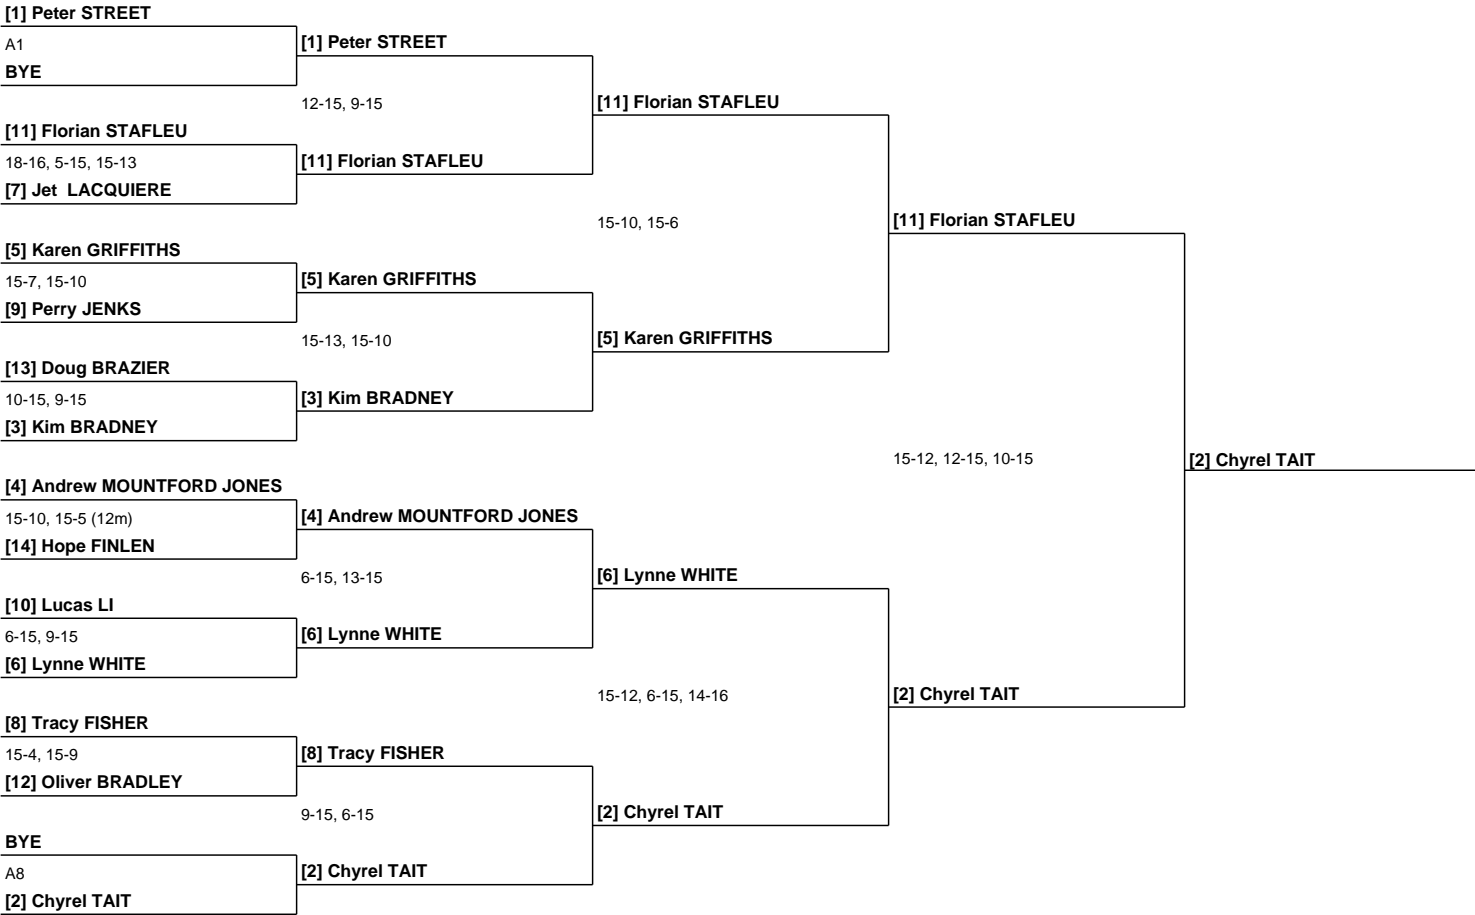 [1] Peter STREET
A1
BYE
[11] Florian STAFLEU
18-16, 5-15, 15-13
[7] Jet  LACQUIERE
[5] Karen GRIFFITHS
15-7, 15-10
[9] Perry JENKS
[13] Doug BRAZIER
10-15, 9-15
[3] Kim BRADNEY
[4] Andrew MOUNTFORD JONES
15-10, 15-5 (12m)
[14] Hope FINLEN
[10] Lucas LI
6-15, 9-15
[6] Lynne WHITE
[8] Tracy FISHER
15-4, 15-9
[12] Oliver BRADLEY
BYE
A8
[2] Chyrel TAIT
[1] Peter STREET
12-15, 9-15
[11] Florian STAFLEU
[5] Karen GRIFFITHS
15-13, 15-10
[3] Kim BRADNEY
[4] Andrew MOUNTFORD JONES
6-15, 13-15
[6] Lynne WHITE
[8] Tracy FISHER
9-15, 6-15
[2] Chyrel TAIT
[11] Florian STAFLEU
15-10, 15-6
[5] Karen GRIFFITHS
[6] Lynne WHITE
15-12, 6-15, 14-16
[2] Chyrel TAIT
[11] Florian STAFLEU
15-12, 12-15, 10-15
[2] Chyrel TAIT
[2] Chyrel TAIT